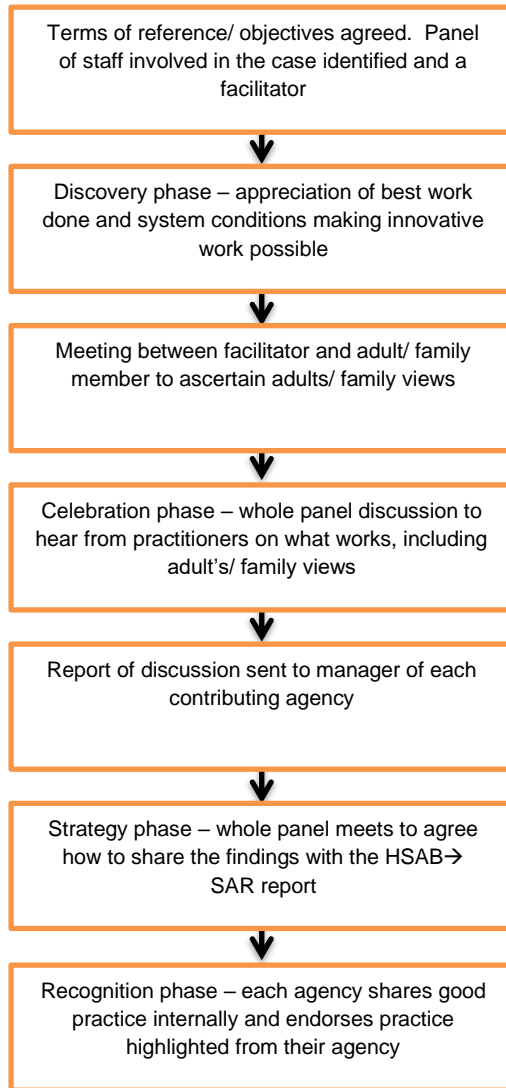 Terms of reference/ objectives agreed.  Panel
of staff involved in the case identified and a
facilitator
Discovery phase – appreciation of best work
done and system conditions making innovative
work possible
Meeting between facilitator and adult/ family
member to ascertain adults/ family views
Celebration phase – whole panel discussion to
hear from practitioners on what works, including
adult's/ family views
Report of discussion sent to manager of each
contributing agency
Strategy phase – whole panel meets to agree
how to share the findings with the HSAB→
SAR report
Recognition phase – each agency shares good
practice internally and endorses practice
highlighted from their agency